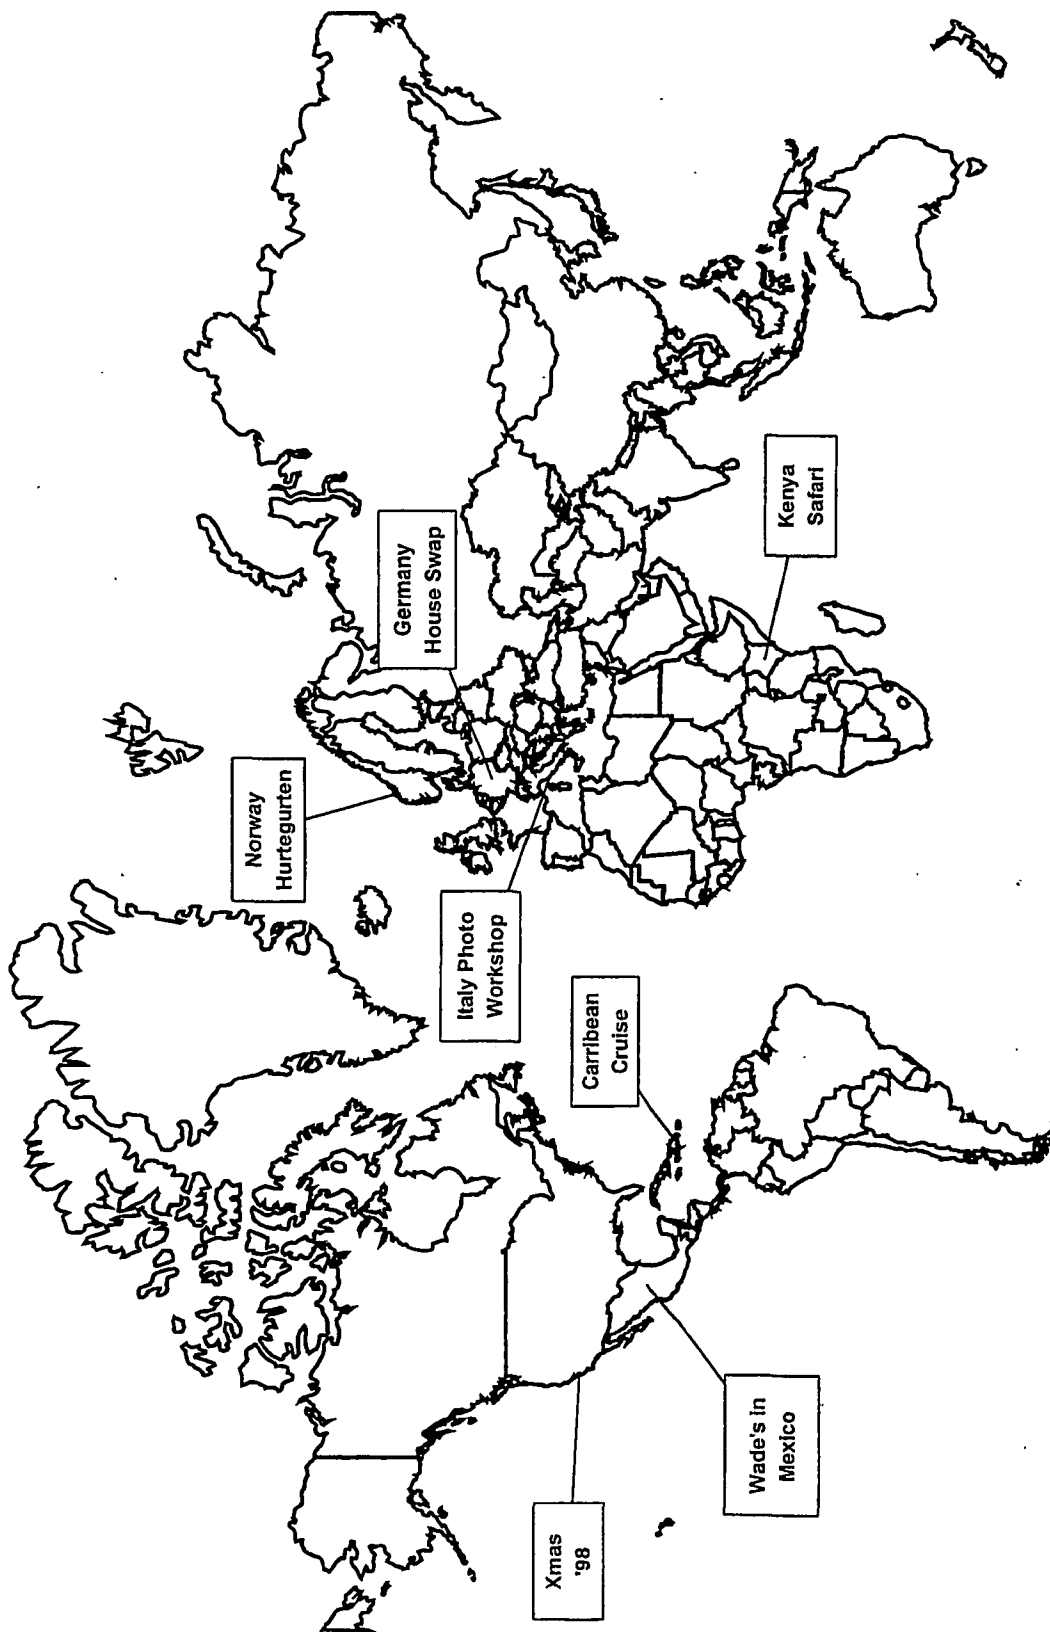 Norway
Hurtegurten
Germany
House Swap
Italy Photo
Workshop
Kenya
Safari
Carribean
Cruise
Xmas
'98
Wade's in
Mexico